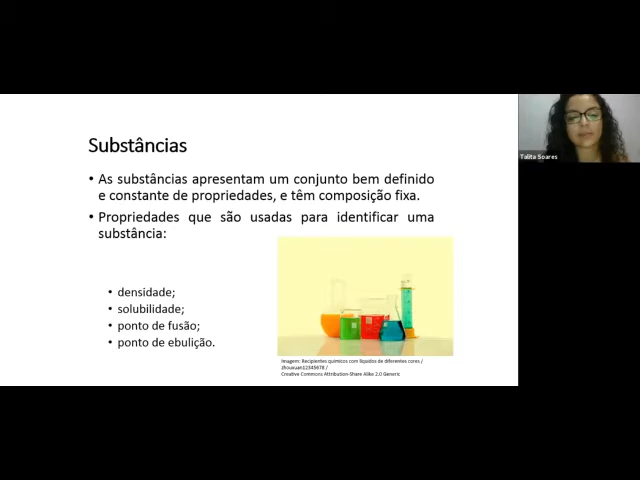 Substâncias
• As substâncias apresentam um conjunto bem definido
e constante de propriedades, e têm composição fixa.
• Propriedades que são usadas para identificar uma
substância:
• densidade;
• solubilidade;
• ponto de fusão;
• ponto de ebulição.
Imagem: Recipientes químicos com líquidos de diferentes cores /
zhouxuan12345678 /
Creative Commons Attribution-Share Alike 2.0 Generic
Talita Soares